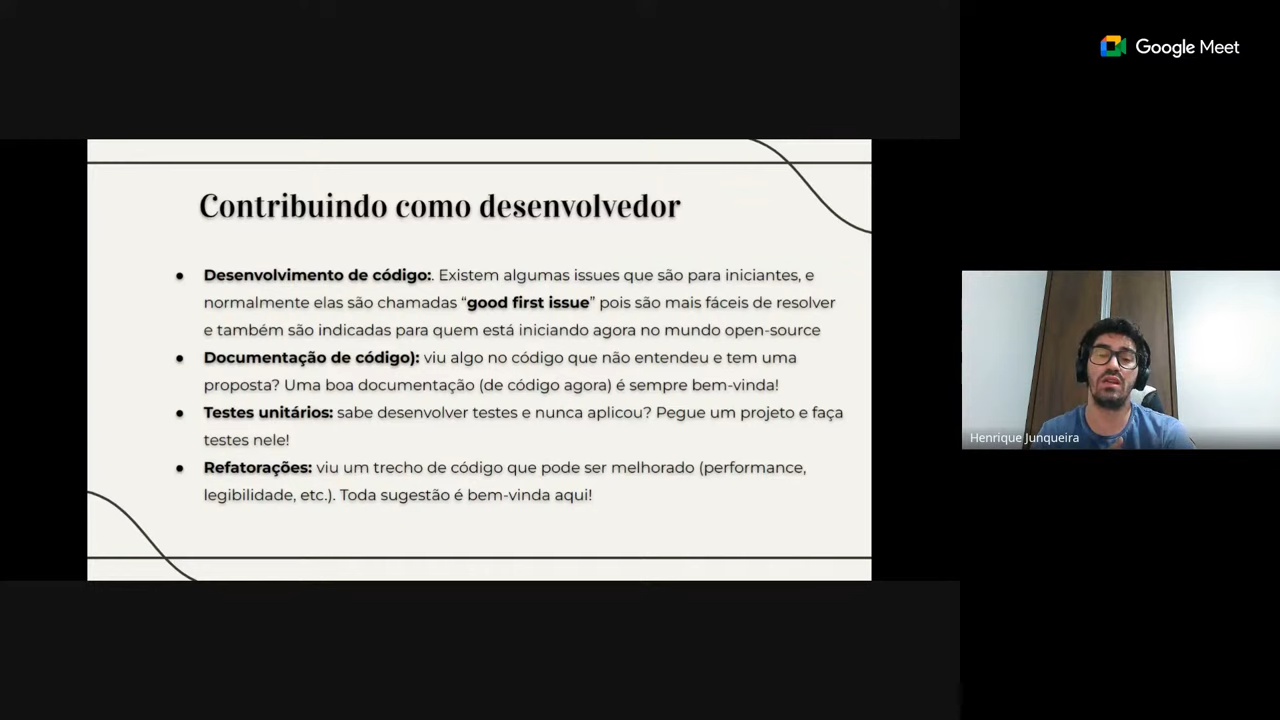 Google Meet
Contribuindo como desenvolvedor
● Desenvolvimento de código:. Existem algumas issues que são para iniciantes, e
normalmente elas são chamadas “good first issue” pois são mais fáceis de resolver
e também são indicadas para quem está iniciando agora no mundo open-source
● Documentação de código): viu algo no código que não entendeu e tem uma
proposta? Uma boa documentação (de código agora) é sempre bem-vinda!
● Testes unitários: sabe desenvolver testes e nunca aplicou? Pegue um projeto e faça
testes nele!
● Refatorações: viu um trecho de código que pode ser melhorado (performance,
legibilidade, etc.). Toda sugestão é bem-vinda aqui!
Henrique Junqueira